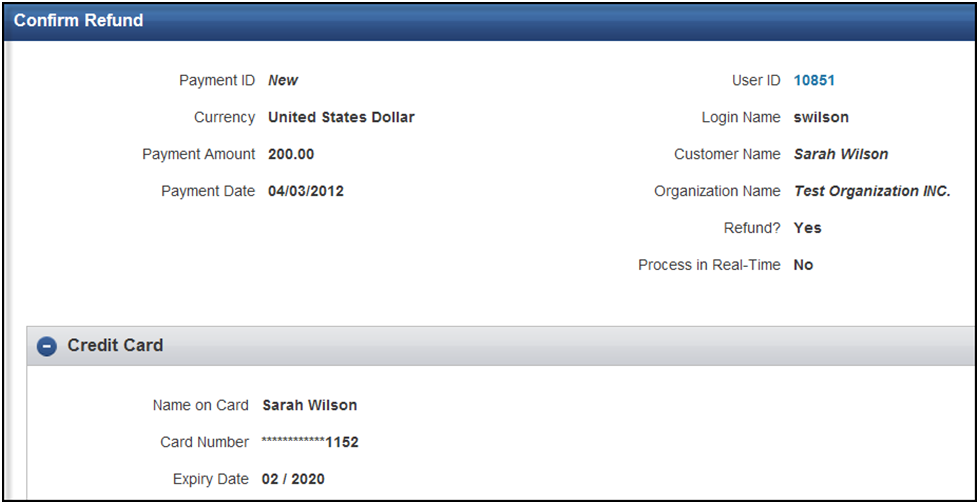 Confirm Refund
Payment ID New
User ID 10851
Currency United States Dollar
Login Name swilson
Payment Amount 200.00
Customer Name Sarah Wilson
Payment Date 04/03/2012
Organization Name Test Organization INC.
Refund? Yes
Process in Real-Time No
Credit Card
Name on Card Sarah Wilson
Card Number ************1152
Expiry Date 02 / 2020